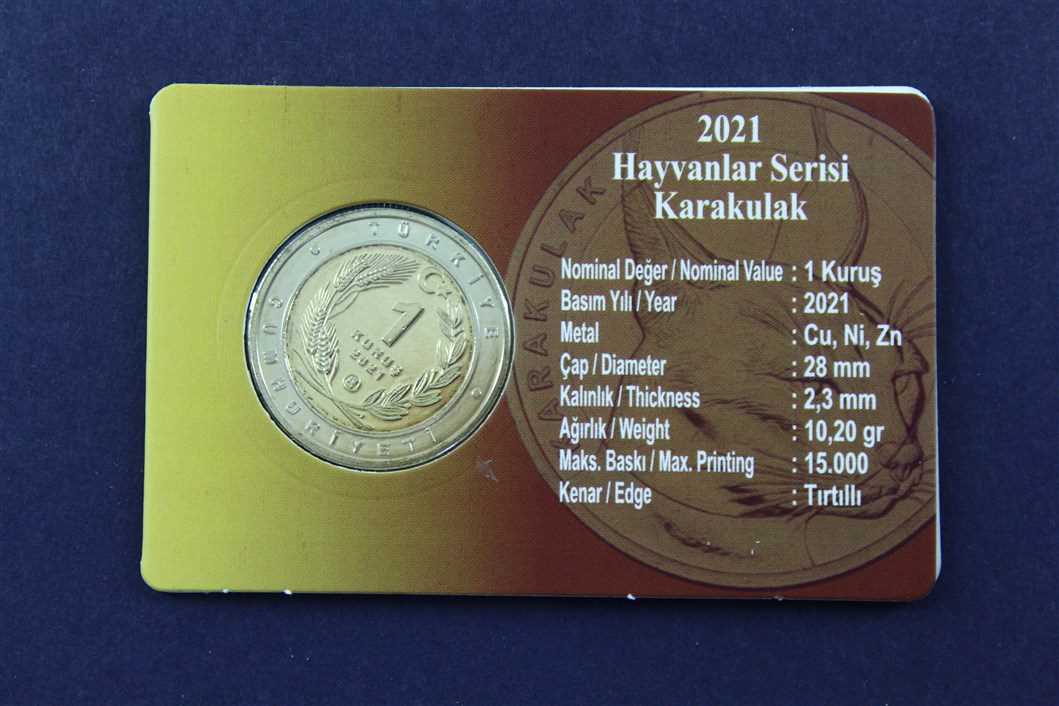 2021
Hayvanlar Serisi
Karakulak
Nominal Değer / Nominal Value : 1 Kuruş
Basım Yılı / Year : 2021
Metal : Cu, Ni, Zn
Çap / Diameter : 28 mm
Kalınlık / Thickness : 2,3 mm
Ağırlık / Weight : 10,20 gr
Maks. Baskı / Max. Printing : 15.000
Kenar / Edge : Tırtıllı
TÜRKİYE
CUMHURİYETİ
1
KURUŞ
2021
KARAKULAK